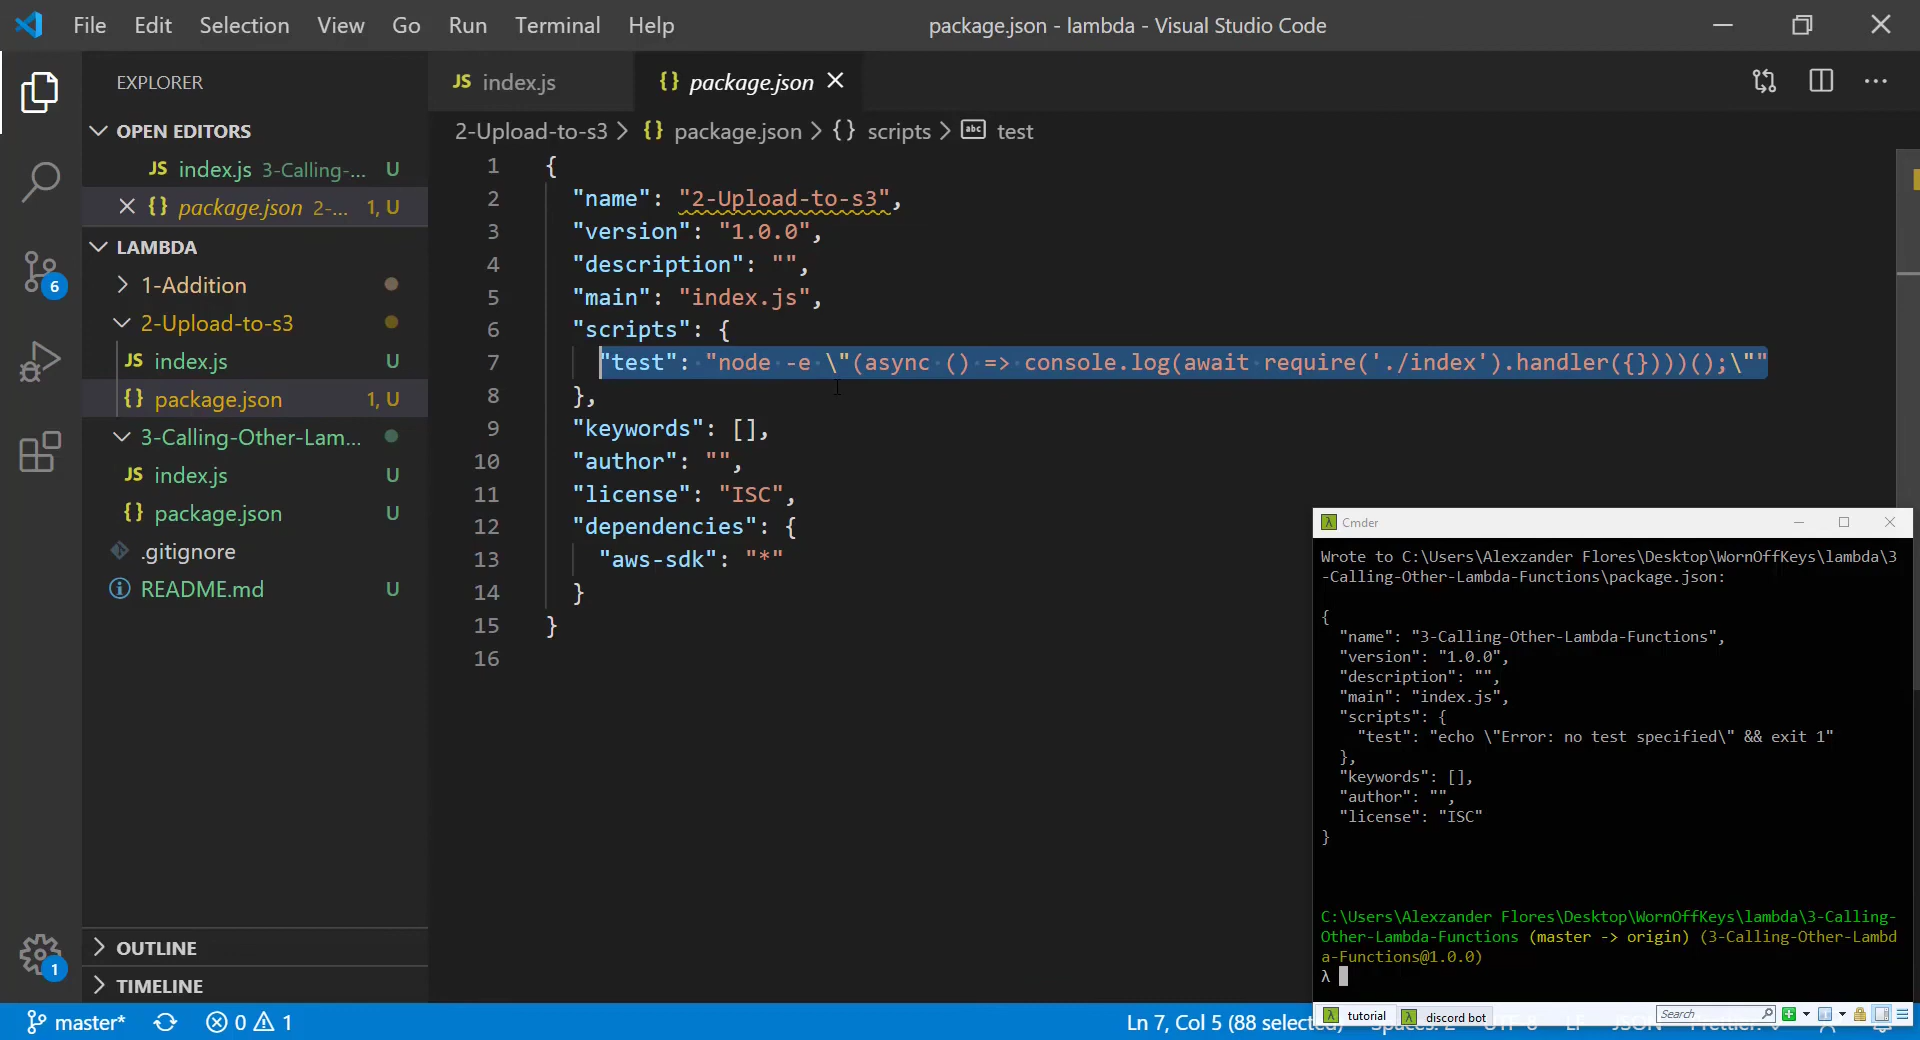 File Edit Selection View Go Run Terminal Help
package.json - lambda - Visual Studio Code
EXPLORER
OPEN EDITORS
JS index.js 3-Calling-... U
{} package.json 2-... 1, U
LAMBDA
1-Addition
2-Upload-to-s3
JS index.js U
{} package.json 1, U
3-Calling-Other-Lam...
JS index.js U
{} package.json U
.gitignore
README.md U
OUTLINE
TIMELINE
6
1
JS index.js
{} package.json
2-Upload-to-s3 > {} package.json > {} scripts > abc test
1 {
2 "name": "2-Upload-to-s3",
3 "version": "1.0.0",
4 "description": "",
5 "main": "index.js",
6 "scripts": {
7 "test": "node -e \"(async () => console.log(await require('./index').handler({})))();\""
8 },
9 "keywords": [],
10 "author": "",
11 "license": "ISC",
12 "dependencies": {
13 "aws-sdk": "*"
14 }
15 }
16
Cmder
Wrote to C:\Users\Alexzander Flores\Desktop\WornOffKeys\lambda\3
-Calling-Other-Lambda-Functions\package.json:
{
"name": "3-Calling-Other-Lambda-Functions",
"version": "1.0.0",
"description": "",
"main": "index.js",
"scripts": {
"test": "echo \"Error: no test specified\" && exit 1"
},
"keywords": [],
"author": "",
"license": "ISC"
}
C:\Users\Alexzander Flores\Desktop\WornOffKeys\lambda\3-Calling-
Other-Lambda-Functions (master -> origin) (3-Calling-Other-Lambd
a-Functions@1.0.0)
λ
tutorial
discord bot
Search
master* 0 1
Ln 7, Col 5 (88 selected)